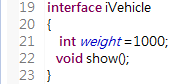 19 interface iVehicle
20 {
21 int weight =1000;
22 void show();
23 }